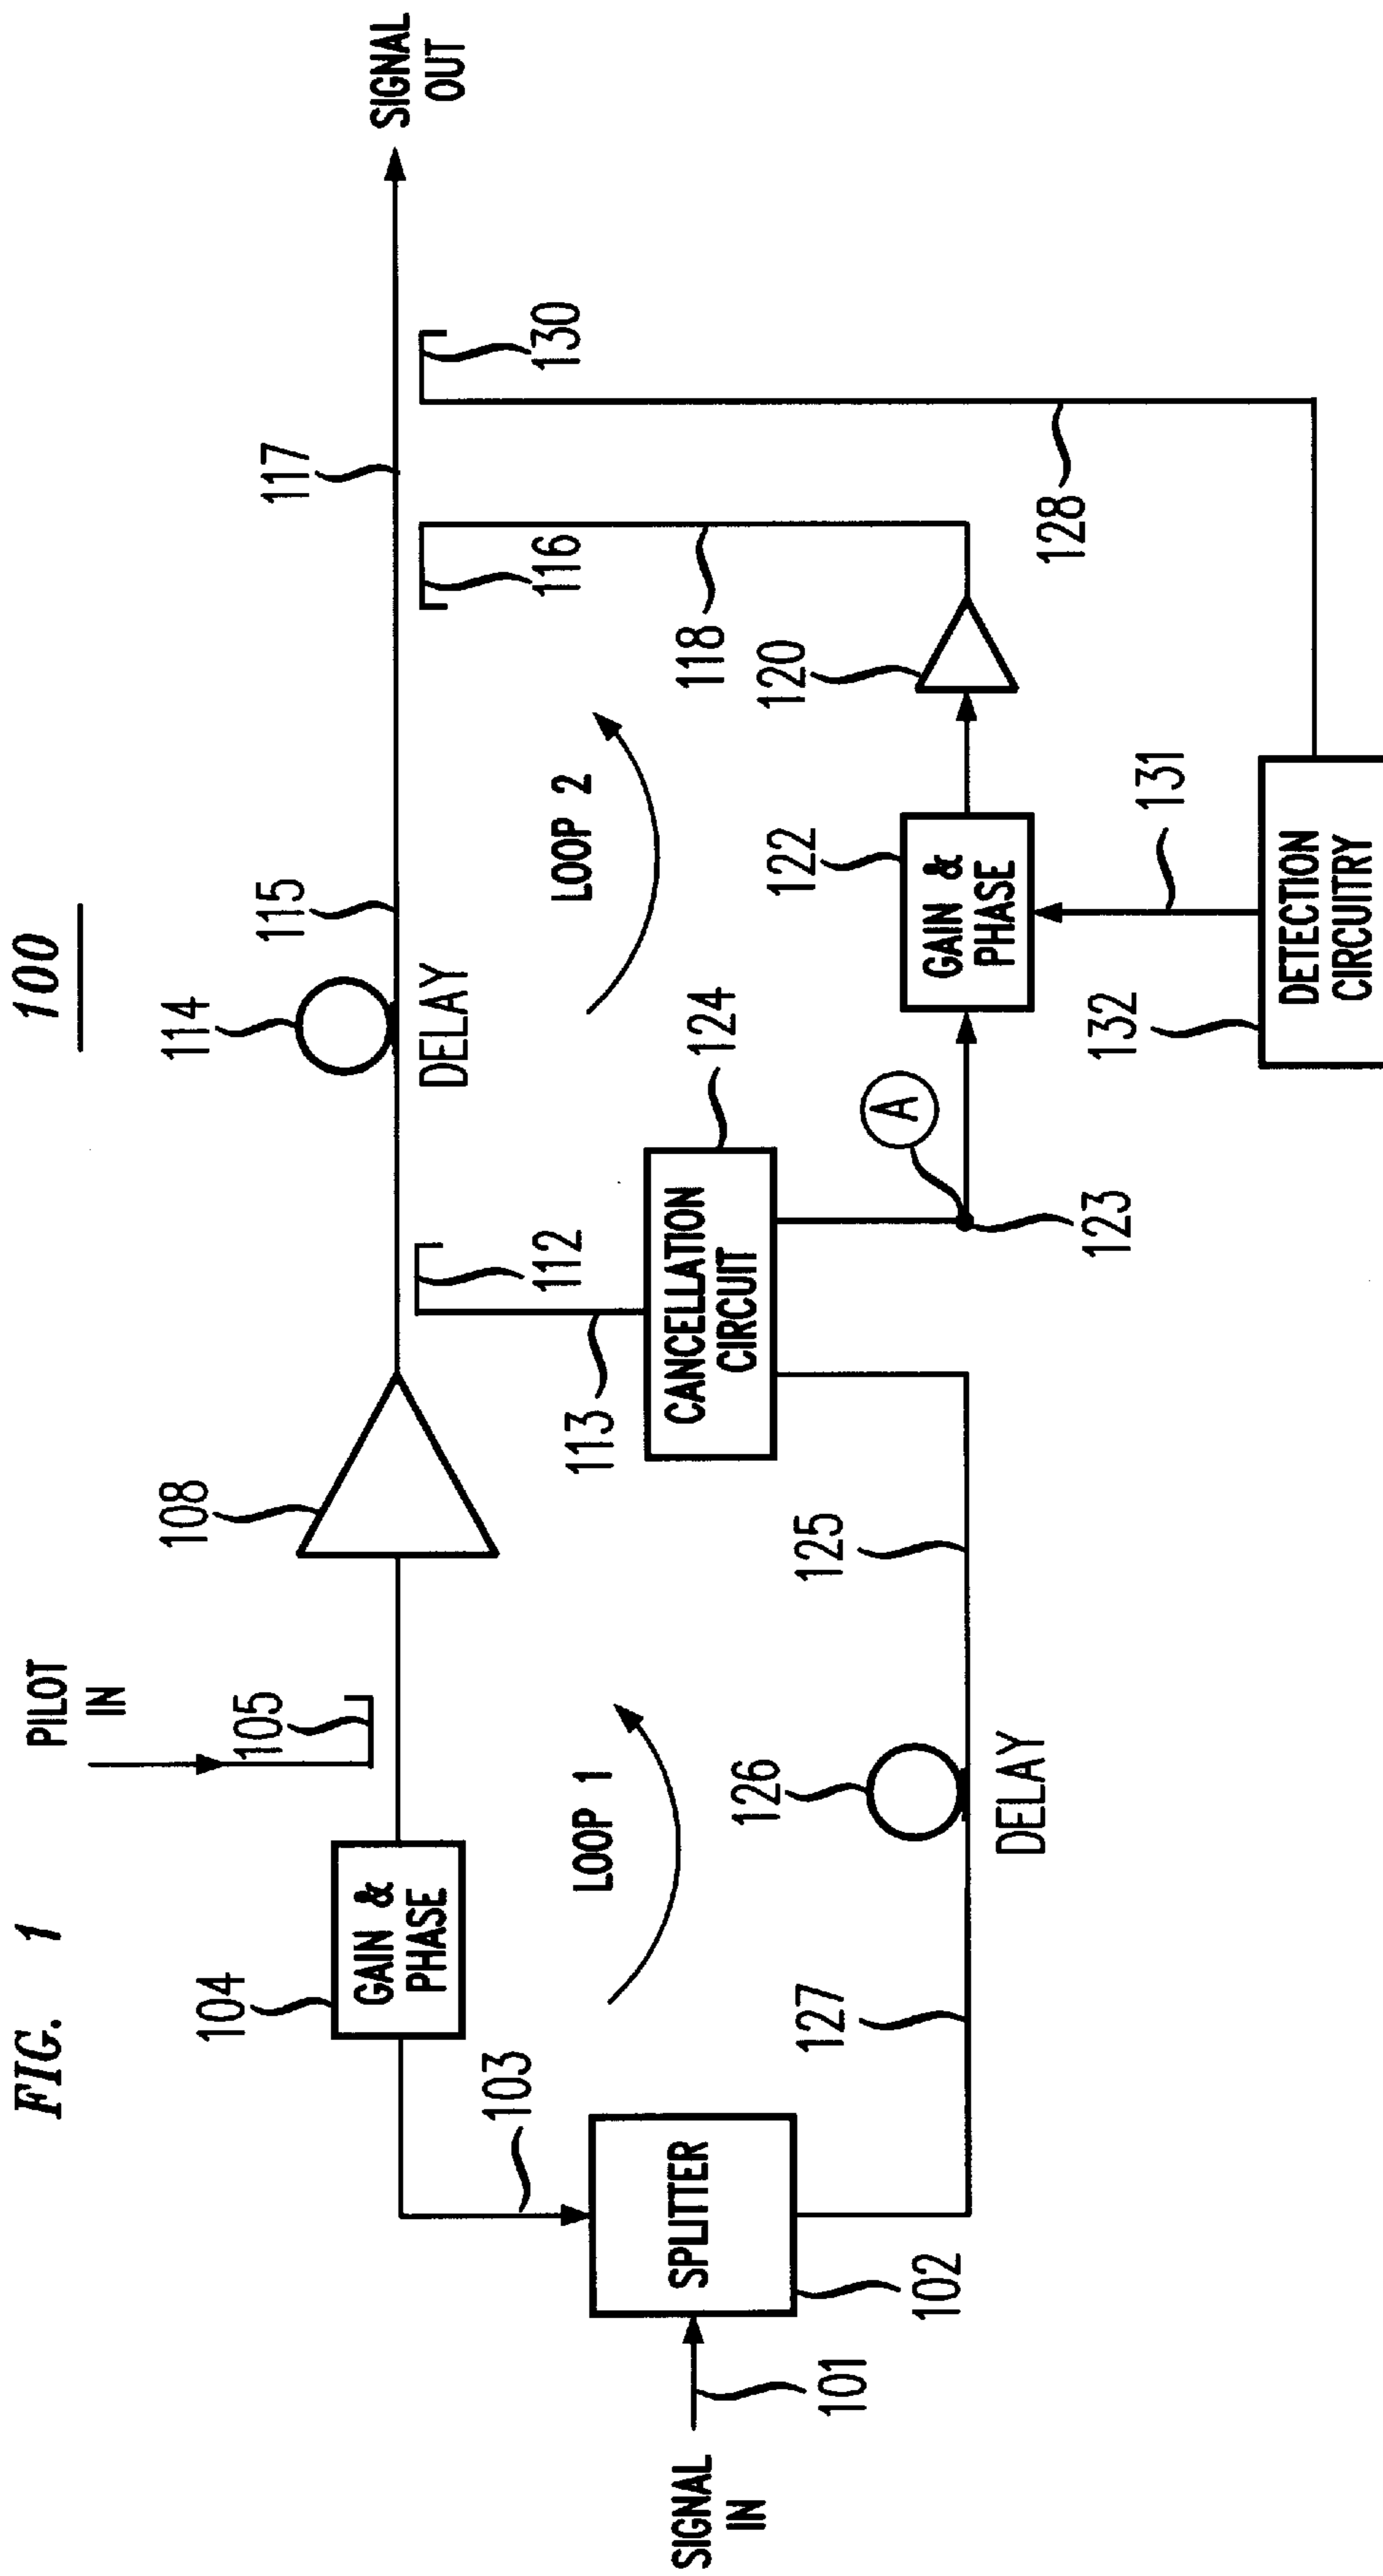 FIG. 1
100
PILOT
IN
105
104
GAIN &
PHASE
108
114
DELAY
115
117
SIGNAL
OUT
103
LOOP 1
113
112
LOOP 2
116
130
SIGNAL
IN
101
SPLITTER
102
127
126
DELAY
125
CANCELLATION
CIRCUIT
124
A
123
122
GAIN &
PHASE
120
118
128
131
132
DETECTION
CIRCUITRY